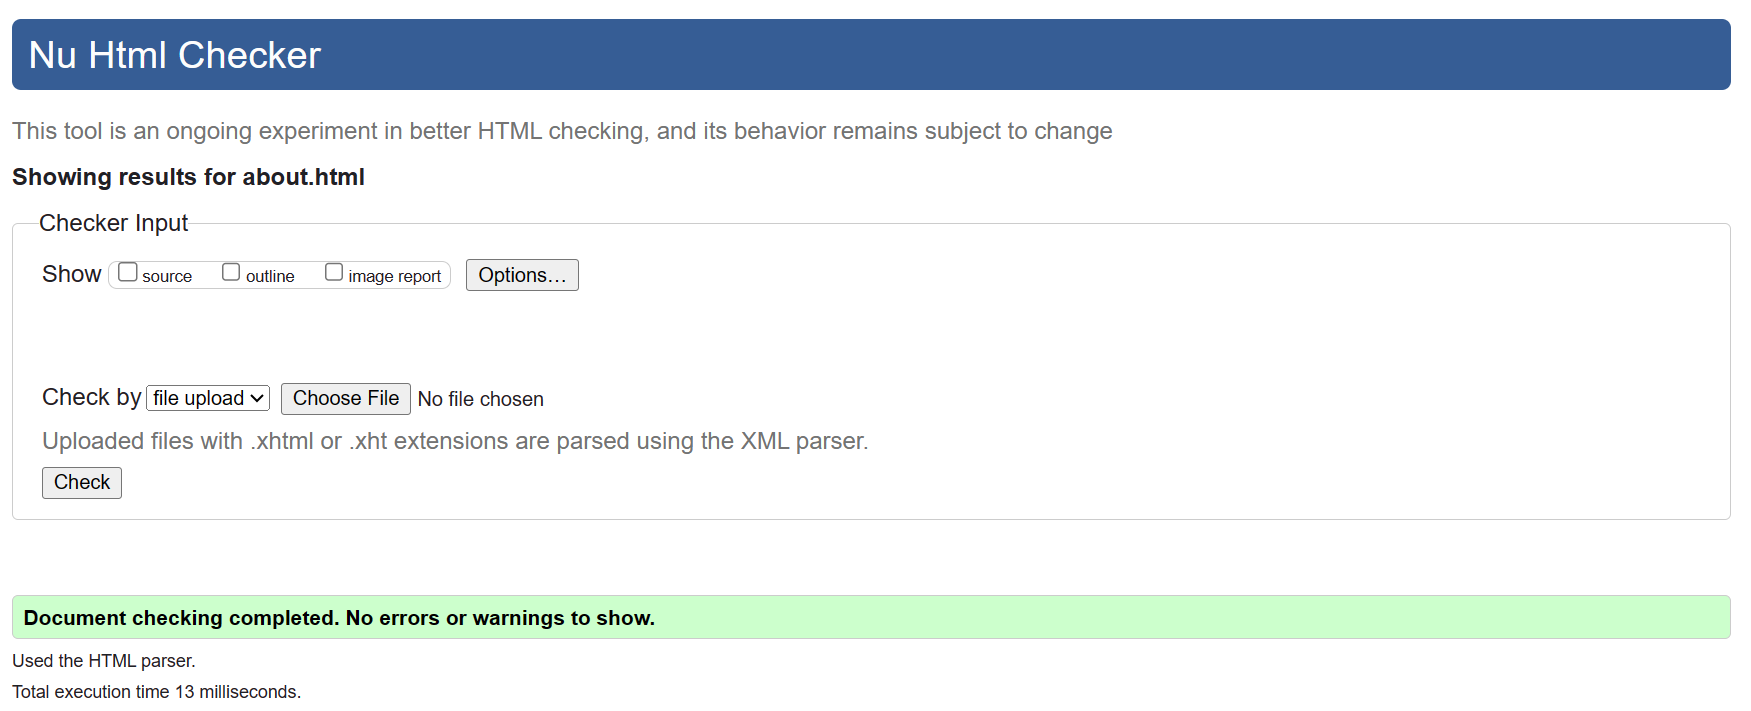 Nu Html Checker
This tool is an ongoing experiment in better HTML checking, and its behavior remains subject to change
Showing results for about.html
Checker Input
Show source outline image report Options...
Check by file upload Choose File No file chosen
Uploaded files with .xhtml or .xht extensions are parsed using the XML parser.
Check
Document checking completed. No errors or warnings to show.
Used the HTML parser.
Total execution time 13 milliseconds.